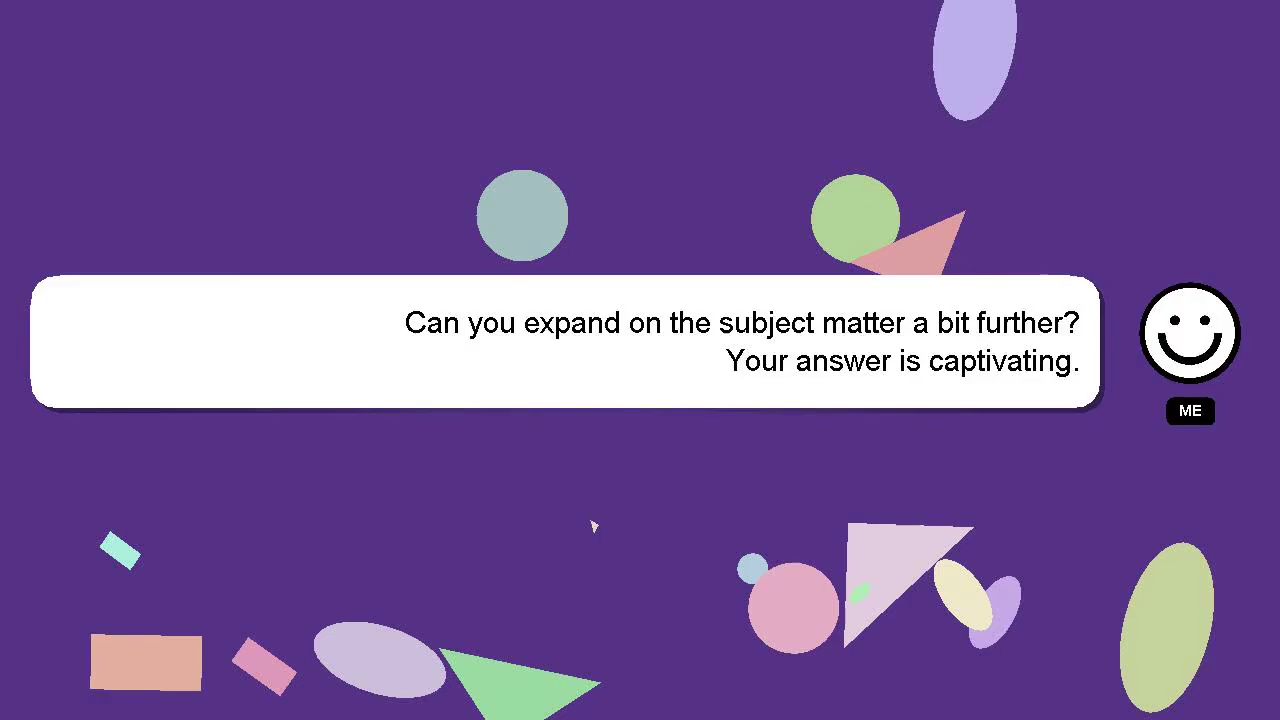 Can you expand on the subject matter a bit further?
Your answer is captivating.
ME